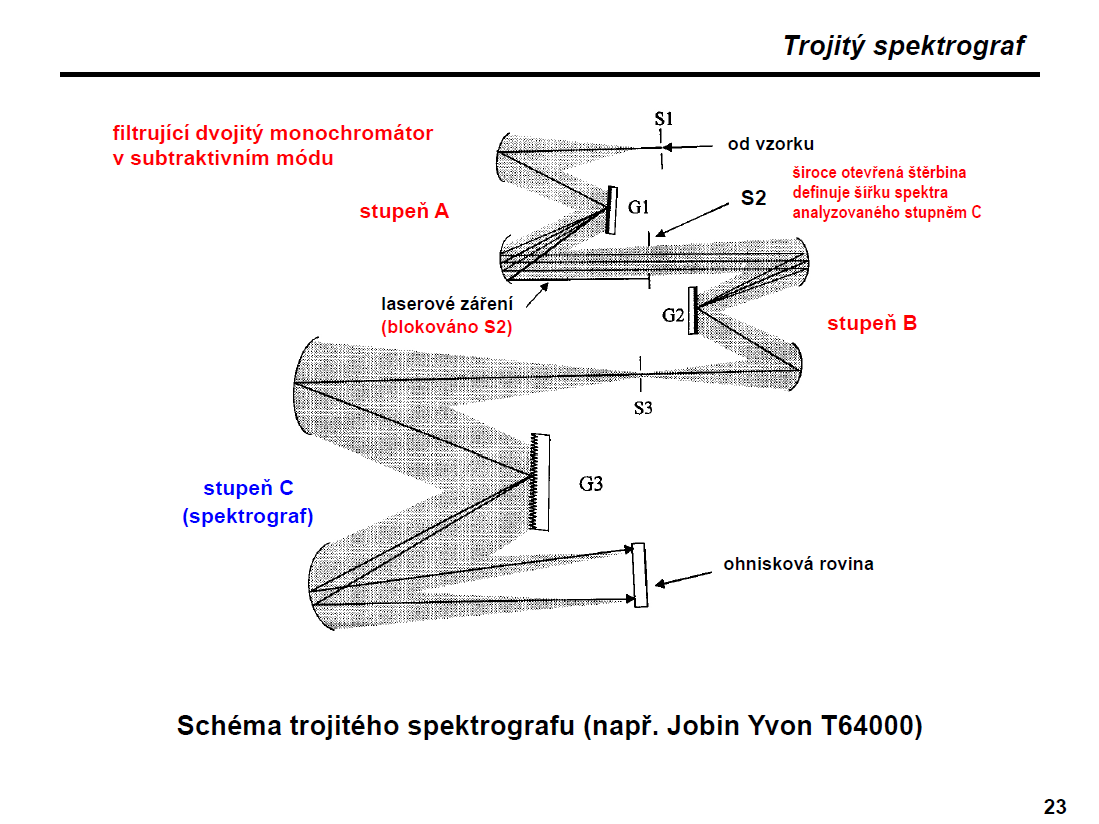 Trojitý spektrograf
filtrující dvojitý monochromátor
v subtraktivním módu
S1
od vzorku
široce otevřená štěrbina
definuje šířku spektra
analyzovaného stupněm C
S2
stupeň A
G1
laserové záření
(blokováno S2)
G2
stupeň B
S3
stupeň C
(spektrograf)
G3
ohnisková rovina
Schéma trojitého spektrografu (např. Jobin Yvon T64000)
23